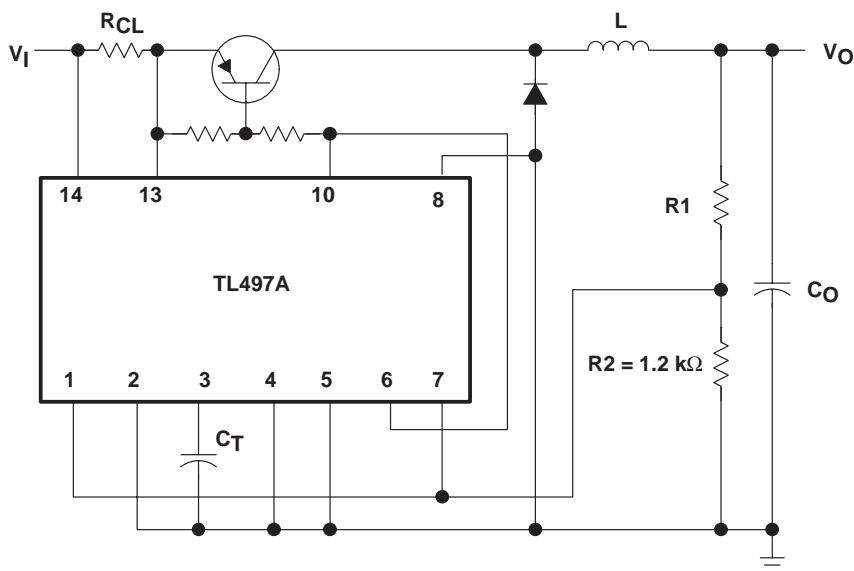 RCL
L
VI
VO
14 13 10 8
R1
TL497A
CO
R2 = 1.2 kΩ
1 2 3 4 5 6 7
CT